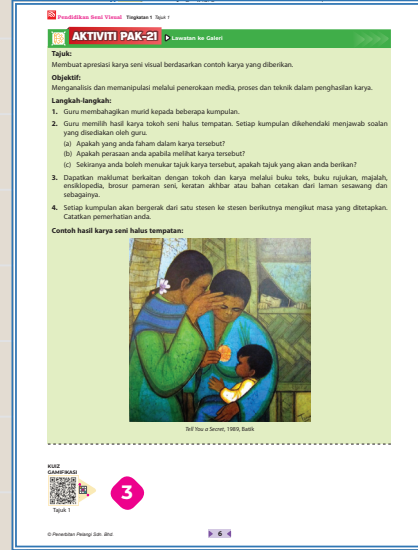 Pendidikan Seni Visual Tingkatan 1 Tajuk 1
AKTIVITI PAK-21 Lawatan ke Galeri
Tajuk:
Membuat apresiasi karya seni visual berdasarkan contoh karya yang diberikan.
Objektif:
Menganalisis dan memanipulasi melalui penerokaan media, proses dan teknik dalam penghasilan karya.
Langkah-langkah:
1. Guru membahagikan murid kepada beberapa kumpulan.
2. Guru memilih hasil karya tokoh seni halus tempatan. Setiap kumpulan dikehendaki menjawab soalan
yang disediakan oleh guru.
(a) Apakah yang anda faham dalam karya tersebut?
(b) Apakah perasaan anda apabila melihat karya tersebut?
(c) Sekiranya anda boleh menukar tajuk karya tersebut, apakah tajuk yang akan anda berikan?
3. Dapatkan maklumat berkaitan dengan tokoh dan karya melalui buku teks, buku rujukan, majalah,
ensiklopedia, brosur pameran seni, keratan akhbar atau bahan cetakan dari laman sesawang dan
sebagainya.
4. Setiap kumpulan akan bergerak dari satu stesen ke stesen berikutnya mengikut masa yang ditetapkan.
Catatkan pemerhatian anda.
Contoh hasil karya seni halus tempatan:
Tell You a Secret, 1989, Batik
KUIZ
GAMIFIKASI
Tajuk 1
3
© Penerbitan Pelangi Sdn. Bhd.
6